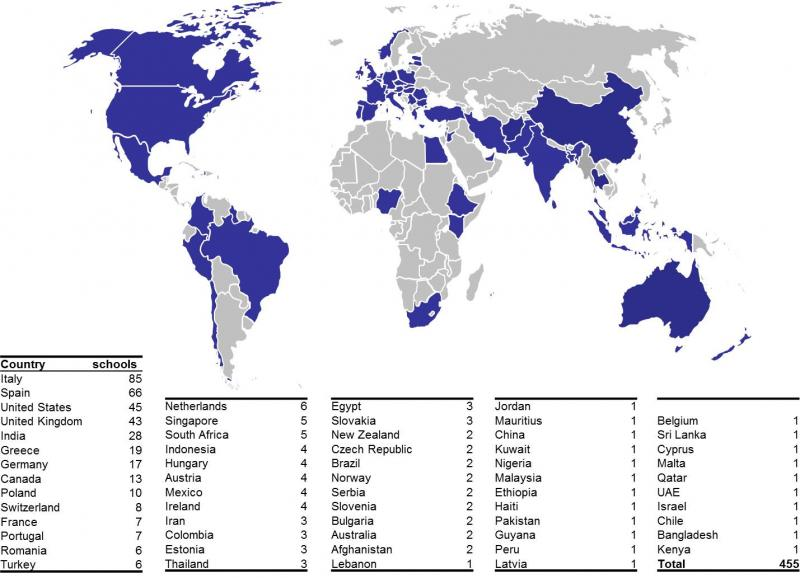 Country schools
Italy 85
Spain 66
United States 45
United Kingdom 43
India 28
Greece 19
Germany 17
Canada 13
Poland 10
Switzerland 8
France 7
Portugal 7
Romania 6
Turkey 6
Netherlands 6
Singapore 5
South Africa 5
Indonesia 4
Hungary 4
Austria 4
Mexico 4
Ireland 4
Iran 3
Colombia 3
Estonia 3
Thailand 3
Egypt 3
Slovakia 3
New Zealand 2
Czech Republic 2
Brazil 2
Norway 2
Serbia 2
Slovenia 2
Bulgaria 2
Australia 2
Afghanistan 2
Lebanon 1
Jordan 1
Mauritius 1
China 1
Kuwait 1
Nigeria 1
Malaysia 1
Ethiopia 1
Haiti 1
Pakistan 1
Guyana 1
Peru 1
Latvia 1
Belgium 1
Sri Lanka 1
Cyprus 1
Malta 1
Qatar 1
UAE 1
Israel 1
Chile 1
Bangladesh 1
Kenya 1
Total 455